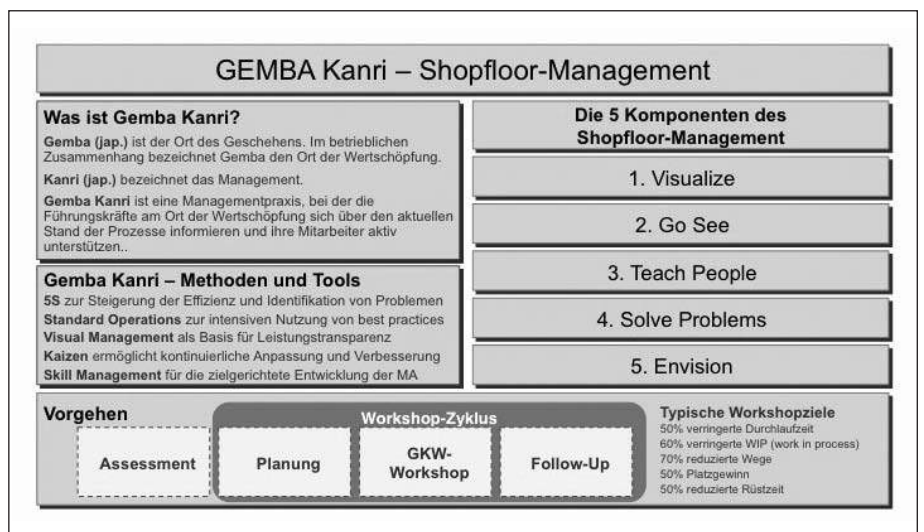 GEMBA Kanri – Shopfloor-Management
Was ist Gemba Kanri?
Gemba (jap.) ist der Ort des Geschehens. Im betrieblichen
Zusammenhang bezeichnet Gemba den Ort der Wertschöpfung.
Kanri (jap.) bezeichnet das Management.
Gemba Kanri ist eine Managementpraxis, bei der die
Führungskräfte am Ort der Wertschöpfung sich über den aktuellen
Stand der Prozesse informieren und ihre Mitarbeiter aktiv
unterstützen..
Gemba Kanri – Methoden und Tools
5S zur Steigerung der Effizienz und Identifikation von Problemen
Standard Operations zur intensiven Nutzung von best practices
Visual Management als Basis für Leistungstransparenz
Kaizen ermöglicht kontinuierliche Anpassung und Verbesserung
Skill Management für die zielgerichtete Entwicklung der MA
Die 5 Komponenten des
Shopfloor-Management
1. Visualize
2. Go See
3. Teach People
4. Solve Problems
5. Envision
Vorgehen
Workshop-Zyklus
Assessment
Planung
GKW-
Workshop
Follow-Up
Typische Workshopziele
50% verringerte Durchlaufzeit
60% verringerte WIP (work in process)
70% reduzierte Wege
50% Platzgewinn
50% reduzierte Rüstzeit